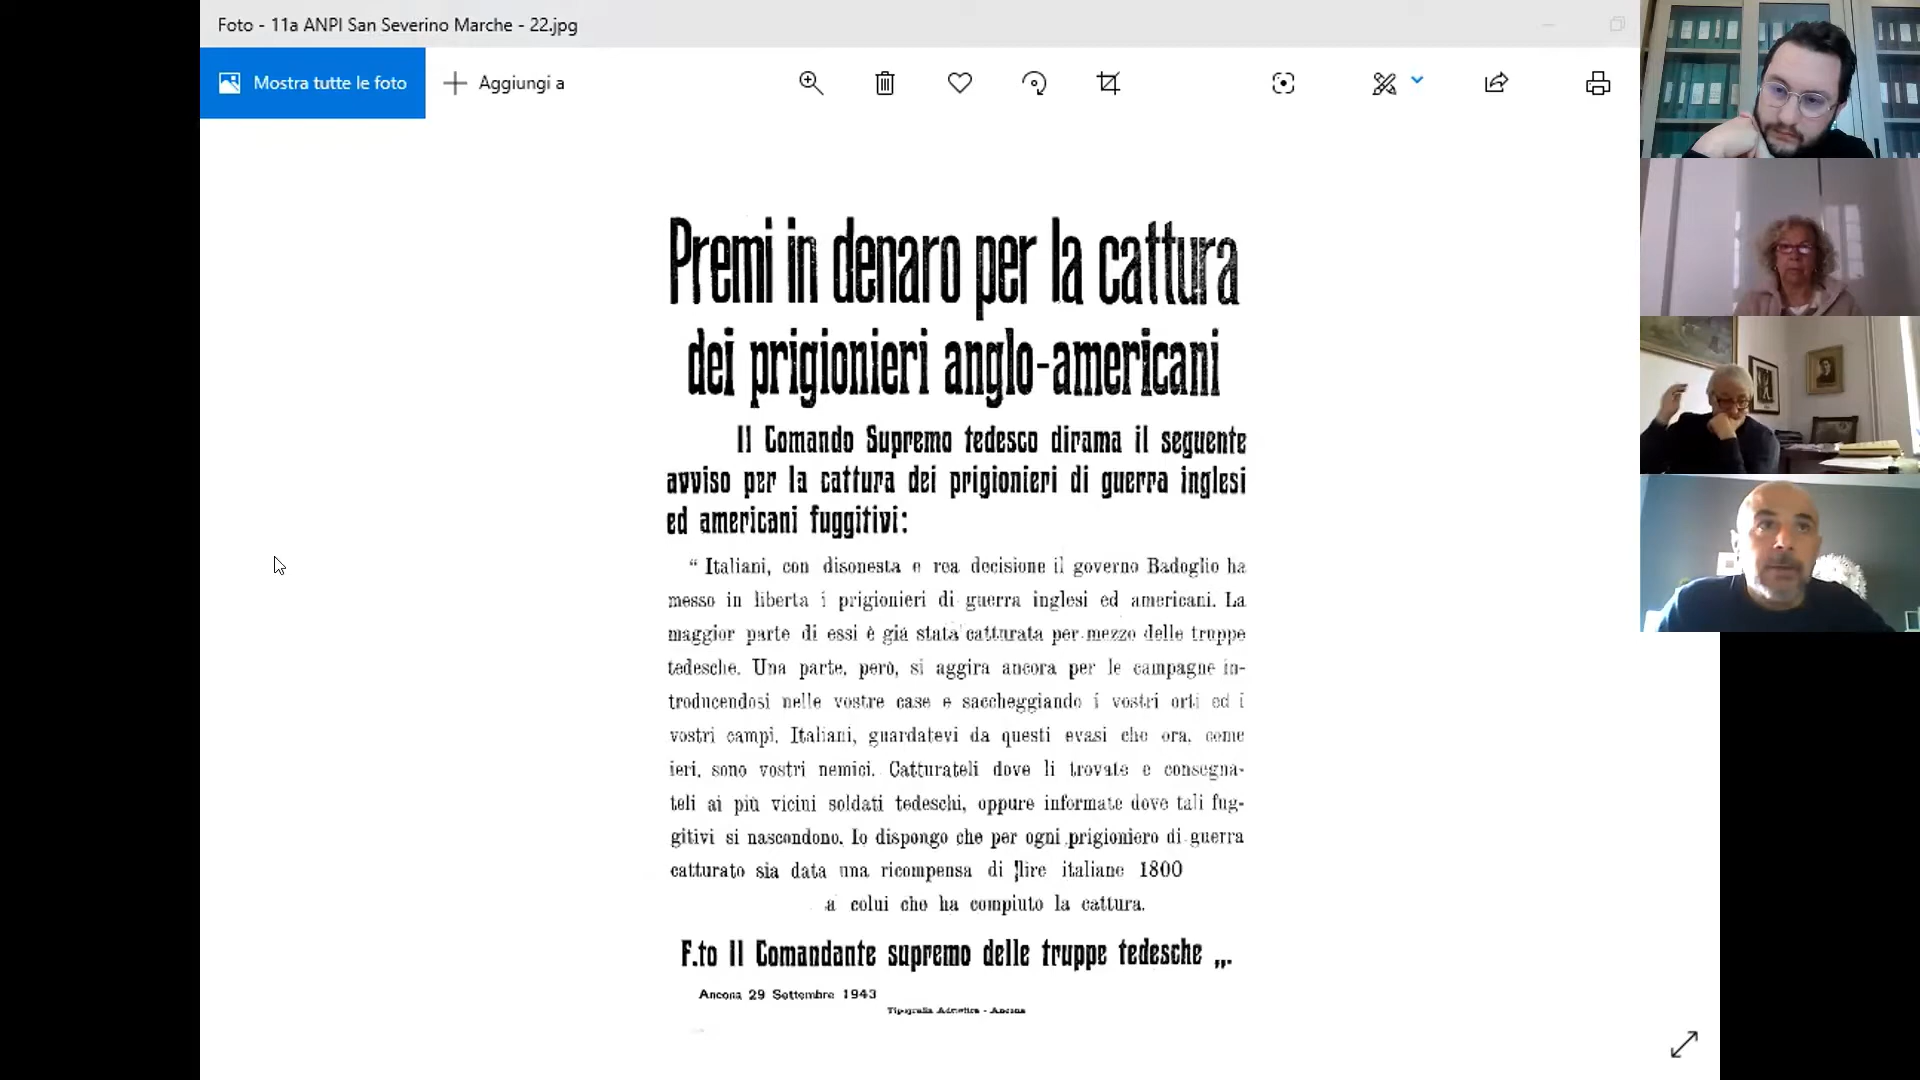 Foto - 11a ANPI San Severino Marche - 22.jpg
Mostra tutte le foto
Aggiungi a
Premi in denaro per la cattura
dei prigionieri anglo-americani
Il Comando Supremo tedesco dirama il seguente
avviso per la cattura dei prigionieri di guerra inglesi
ed americani fuggitivi:
“ Italiani, con disonesta e rea decisione il governo Badoglio ha
messo in liberta i prigionieri di guerra inglesi ed americani. La
maggior parte di essi è già stata catturata per mezzo delle truppe
tedesche. Una parte, però, si aggira ancora per le campagne in-
troducendosi nelle vostre case e saccheggiando i vostri orti ed i
vostri campi. Italiani, guardatevi da questi evasi che ora, come
ieri, sono vostri nemici. Catturateli dove li trovate e consegna-
teli ai più vicini soldati tedeschi, oppure informate dove tali fug-
gitivi si nascondono. Io dispongo che per ogni prigioniero di guerra
catturato sia data una ricompensa di lire italiane 1800
a colui che ha compiuto la cattura.
F.to Il Comandante supremo delle truppe tedesche „.
Ancona 29 Settembre 1943
Tipografia Adriatica - Ancona